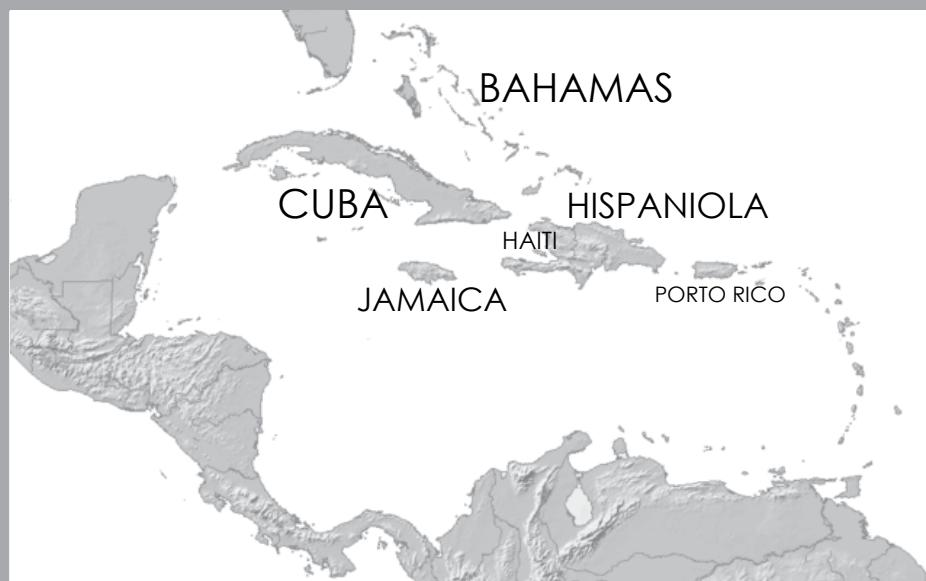 BAHAMAS
CUBA
HISPANIOLA
HAITI
JAMAICA
PORTO RICO